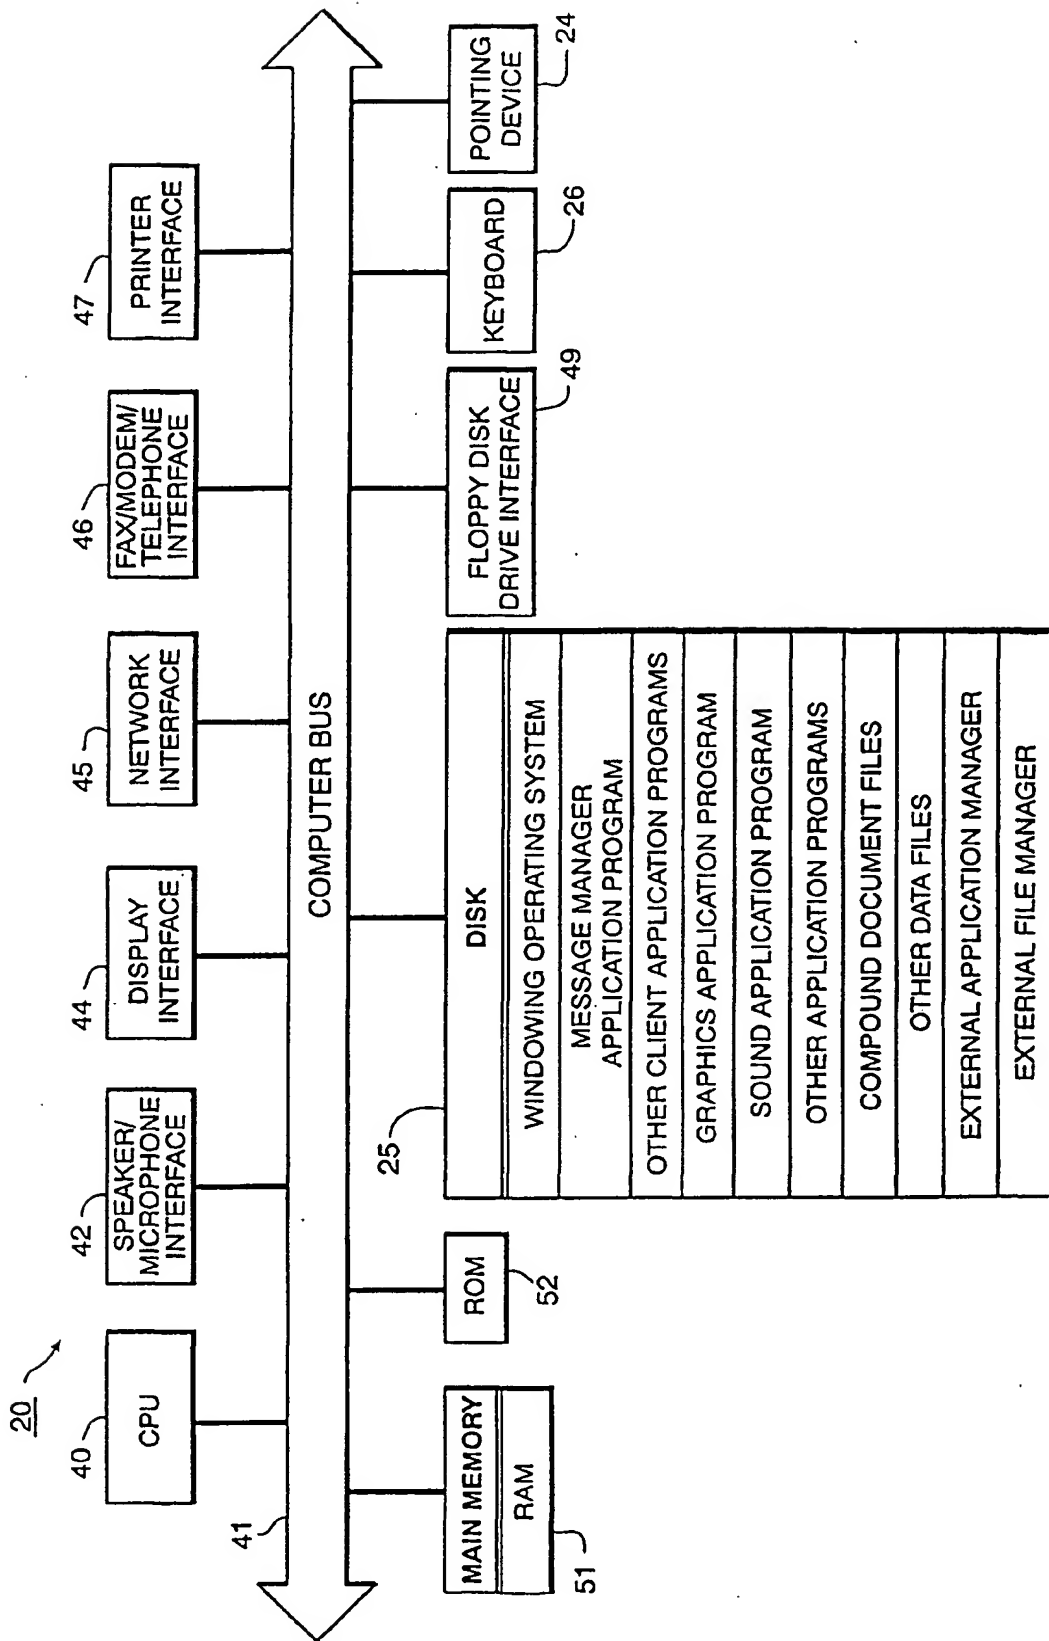 20
40
CPU
42
SPEAKER/
MICROPHONE
INTERFACE
44
DISPLAY
INTERFACE
45
NETWORK
INTERFACE
46
FAX/MODEM/
TELEPHONE
INTERFACE
47
PRINTER
INTERFACE
41
COMPUTER BUS
MAIN MEMORY
RAM
51
ROM
52
25
DISK
WINDOWING OPERATING SYSTEM
MESSAGE MANAGER
APPLICATION PROGRAM
OTHER CLIENT APPLICATION PROGRAMS
GRAPHICS APPLICATION PROGRAM
SOUND APPLICATION PROGRAM
OTHER APPLICATION PROGRAMS
COMPOUND DOCUMENT FILES
OTHER DATA FILES
EXTERNAL APPLICATION MANAGER
EXTERNAL FILE MANAGER
FLOPPY DISK
DRIVE INTERFACE
49
KEYBOARD
26
POINTING
DEVICE
24